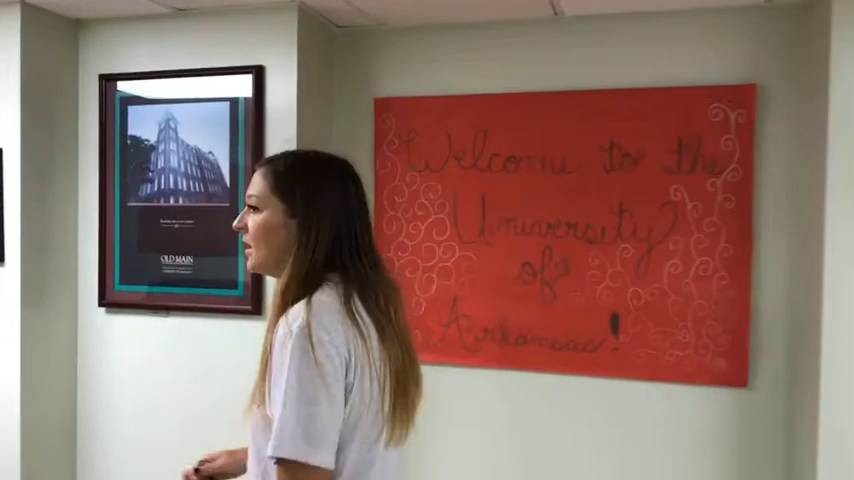 OLD MAIN
Welcome to the
University
of
Arkansas!